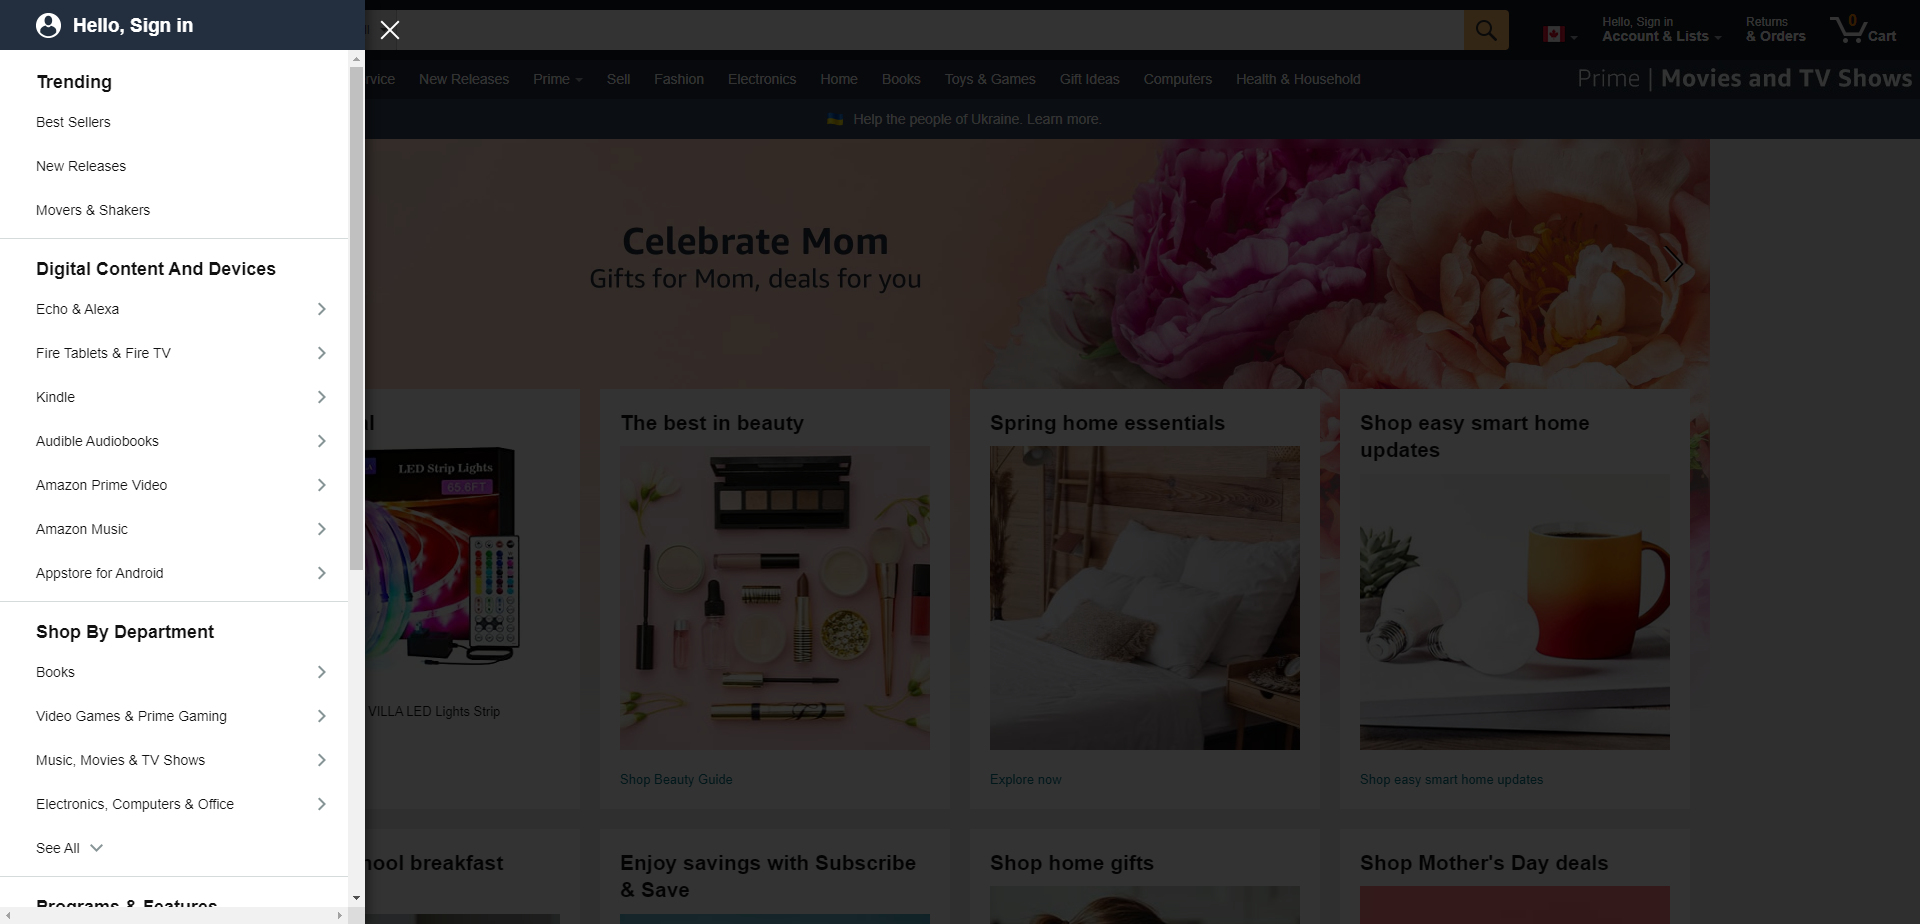 Hello, Sign in
Trending
Best Sellers
New Releases
Movers & Shakers
Digital Content And Devices
Echo & Alexa
Fire Tablets & Fire TV
Kindle
Audible Audiobooks
Amazon Prime Video
Amazon Music
Appstore for Android
Shop By Department
Books
Video Games & Prime Gaming
Music, Movies & TV Shows
Electronics, Computers & Office
See All
Programs & Features
Hello, Sign in
Account & Lists
Returns
& Orders
0
Cart
rvice New Releases Prime Sell Fashion Electronics Home Books Toys & Games Gift Ideas Computers Health & Household
Prime | Movies and TV Shows
Help the people of Ukraine. Learn more.
Celebrate Mom
Gifts for Mom, deals for you
LED Strip Lights
65.6FT
VILLA LED Lights Strip
The best in beauty
Shop Beauty Guide
Spring home essentials
Explore now
Shop easy smart home
updates
Shop easy smart home updates
hool breakfast
Enjoy savings with Subscribe
& Save
Shop home gifts
Shop Mother's Day deals